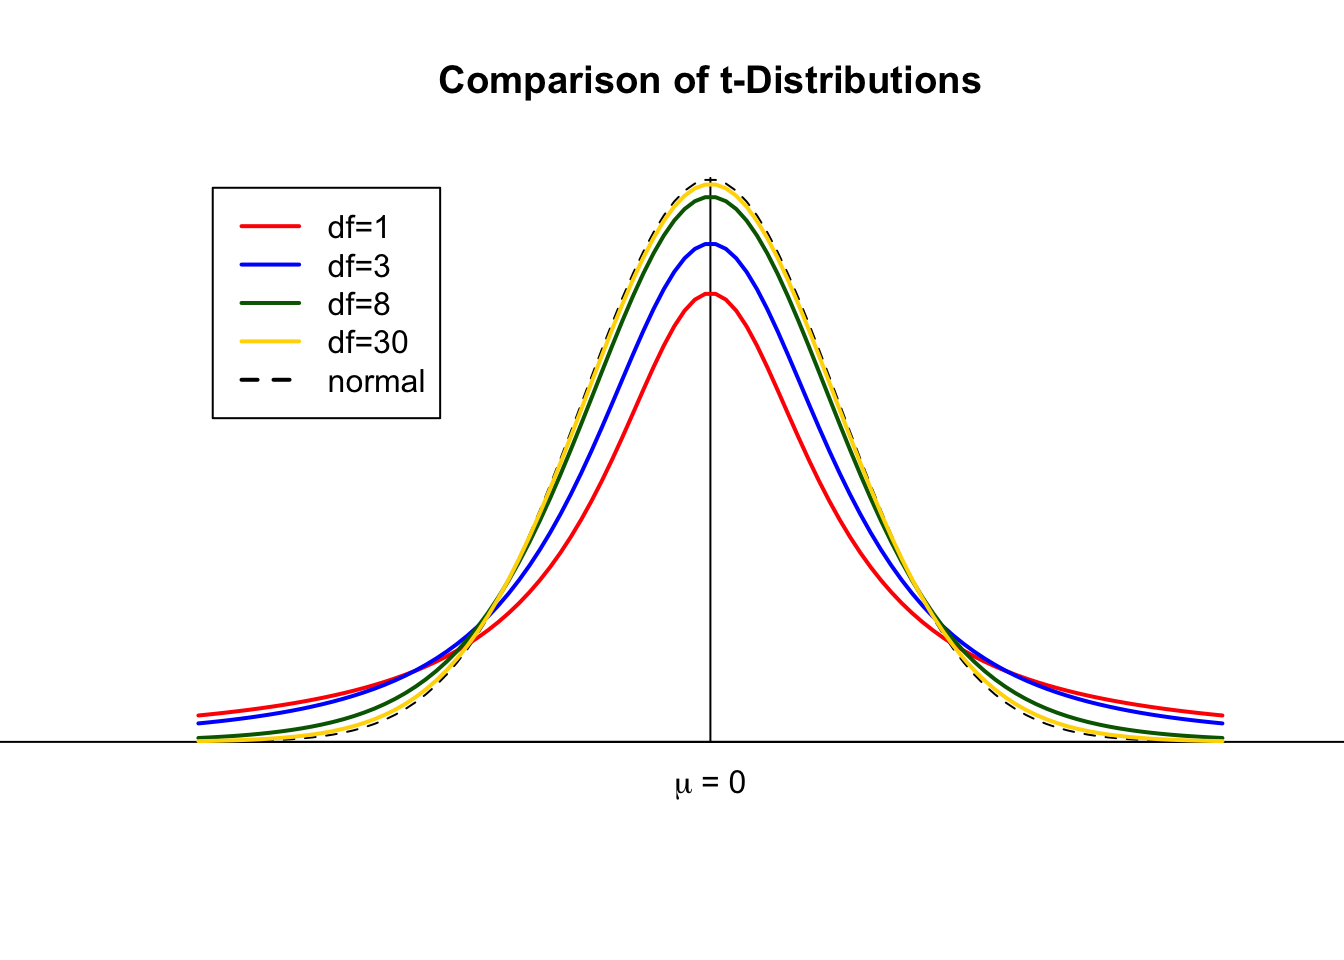 Comparison of t-Distributions
df=1
df=3
df=8
df=30
normal
μ = 0